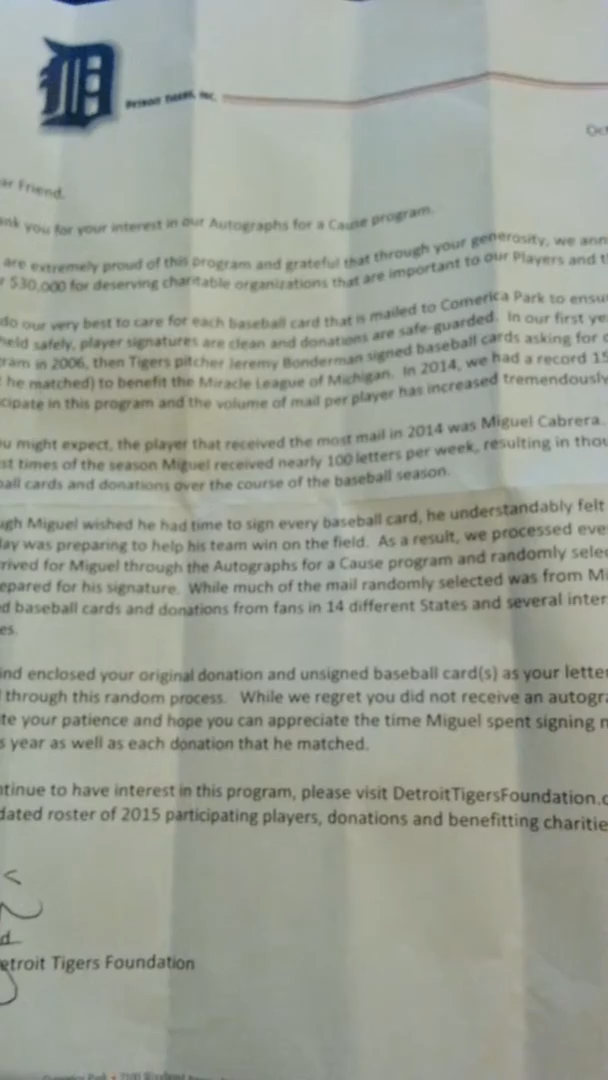 D
DETROIT TIGERS, INC.
Oct
ar Friend,
ank you for your interest in our Autographs for a Cause program.
are extremely proud of this program and grateful that through your generosity, we ann
r $30,000 for deserving charitable organizations that are important to our Players and t
do our very best to care for each baseball card that is mailed to Comerica Park to ensu
held safely, player signatures are clean and donations are safe-guarded. In our first ye
ram in 2006, then Tigers pitcher Jeremy Bonderman signed baseball cards asking for d
he matched) to benefit the Miracle League of Michigan. In 2014, we had a record 15
cipate in this program and the volume of mail per player has increased tremendously
ou might expect, the player that received the most mail in 2014 was Miguel Cabrera.
st times of the season Miguel received nearly 100 letters per week, resulting in thou
ball cards and donations over the course of the baseball season.
ugh Miguel wished he had time to sign every baseball card, he understandably felt
day was preparing to help his team win on the field. As a result, we processed eve
rrived for Miguel through the Autographs for a Cause program and randomly selec
epared for his signature. While much of the mail randomly selected was from Mi
d baseball cards and donations from fans in 14 different States and several inter
es.
ind enclosed your original donation and unsigned baseball card(s) as your letter
through this random process. While we regret you did not receive an autogra
te your patience and hope you can appreciate the time Miguel spent signing m
s year as well as each donation that he matched.
ntinue to have interest in this program, please visit DetroitTigersFoundation.o
dated roster of 2015 participating players, donations and benefitting charitie
d
etroit Tigers Foundation